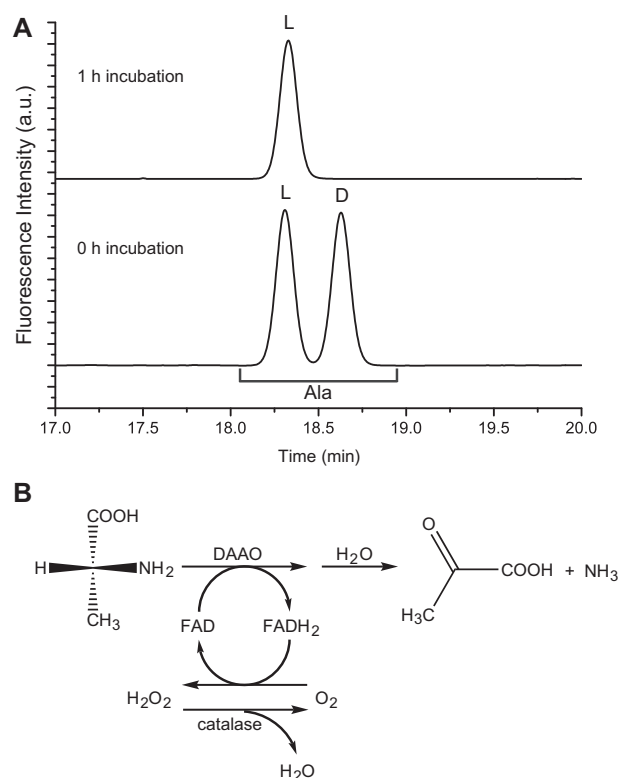 A
Fluorescence Intensity (a.u.)
L
1 h incubation
L D
0 h incubation
Ala
17.0 17.5 18.0 18.5 19.0 19.5 20.0
Time (min)
B
COOH
H NH₂
CH₃
DAAO
H₂O
O
COOH + NH₃
H₃C
FAD FADH₂
H₂O₂ O₂
catalase
H₂O